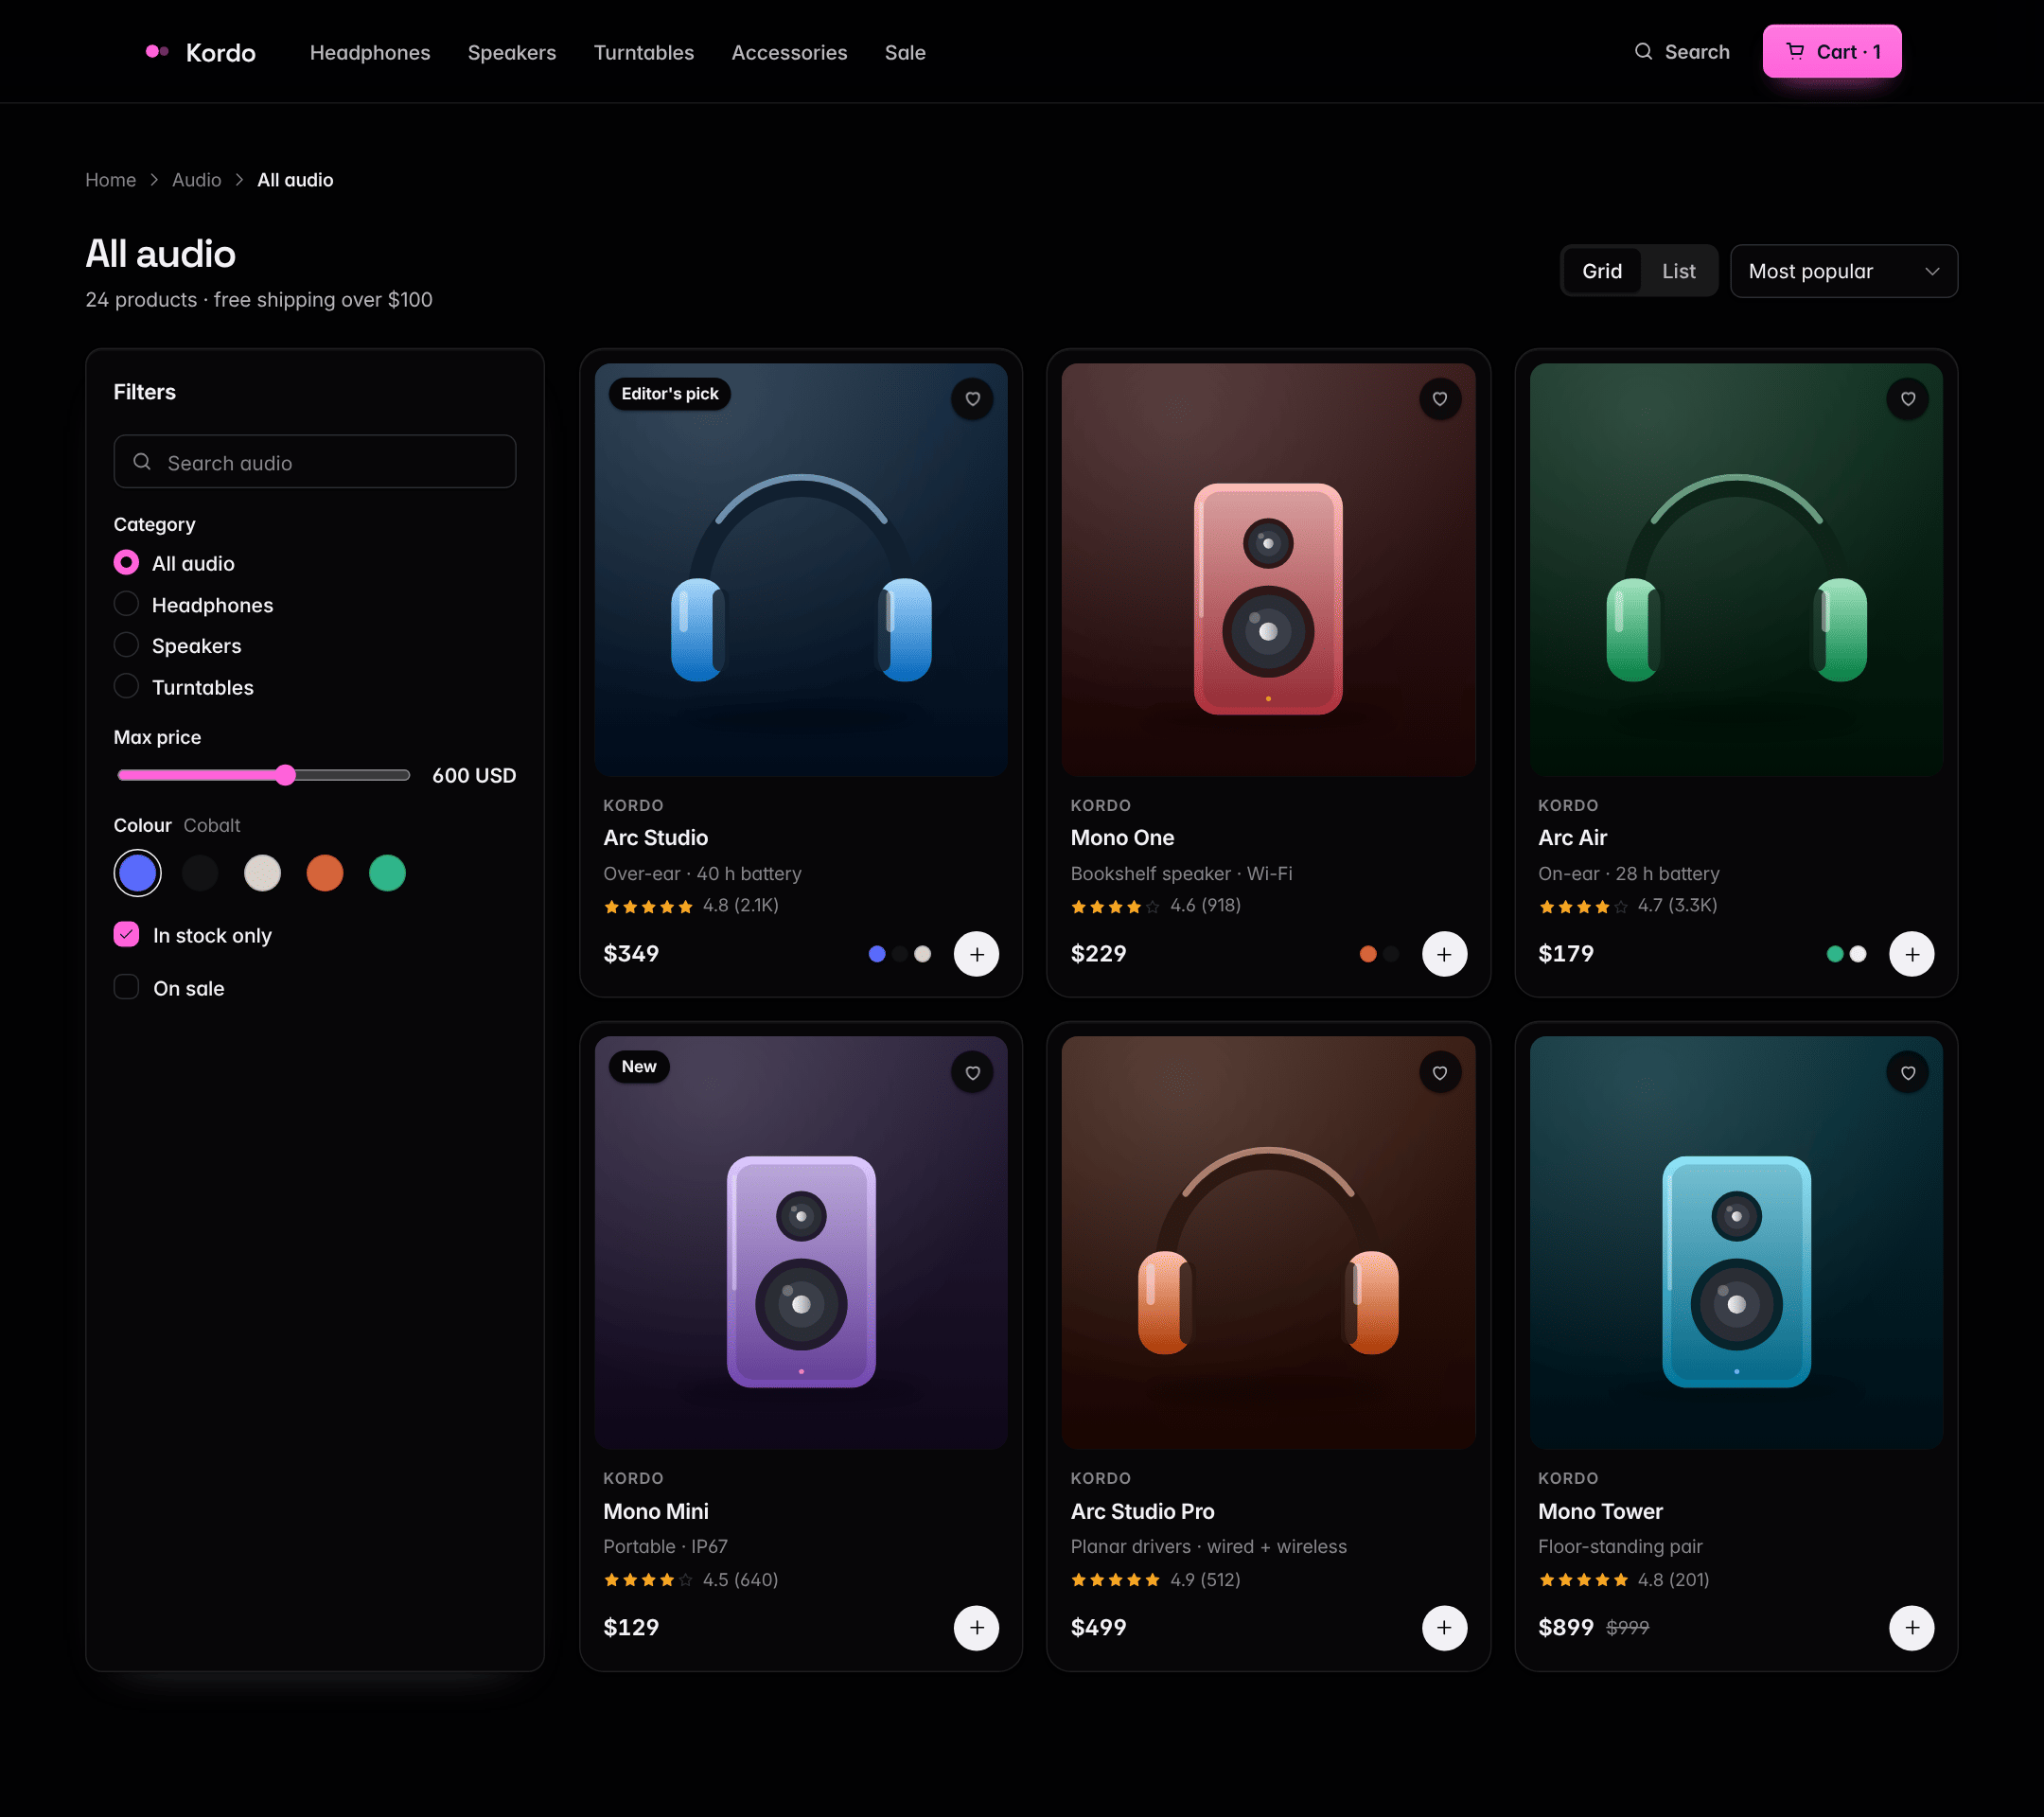 Kordo
Headphones
Speakers
Turntables
Accessories
Sale
Search
Cart · 1
Home
Audio
All audio
All audio
24 products · free shipping over $100
Grid
List
Most popular
Filters
Search audio
Category
All audio
Headphones
Speakers
Turntables
Max price
600 USD
Colour Cobalt
In stock only
On sale
Editor's pick
KORDO
Arc Studio
Over-ear · 40 h battery
4.8 (2.1K)
$349
KORDO
Mono One
Bookshelf speaker · Wi-Fi
4.6 (918)
$229
KORDO
Arc Air
On-ear · 28 h battery
4.7 (3.3K)
$179
New
KORDO
Mono Mini
Portable · IP67
4.5 (640)
$129
KORDO
Arc Studio Pro
Planar drivers · wired + wireless
4.9 (512)
$499
KORDO
Mono Tower
Floor-standing pair
4.8 (201)
$899 $999